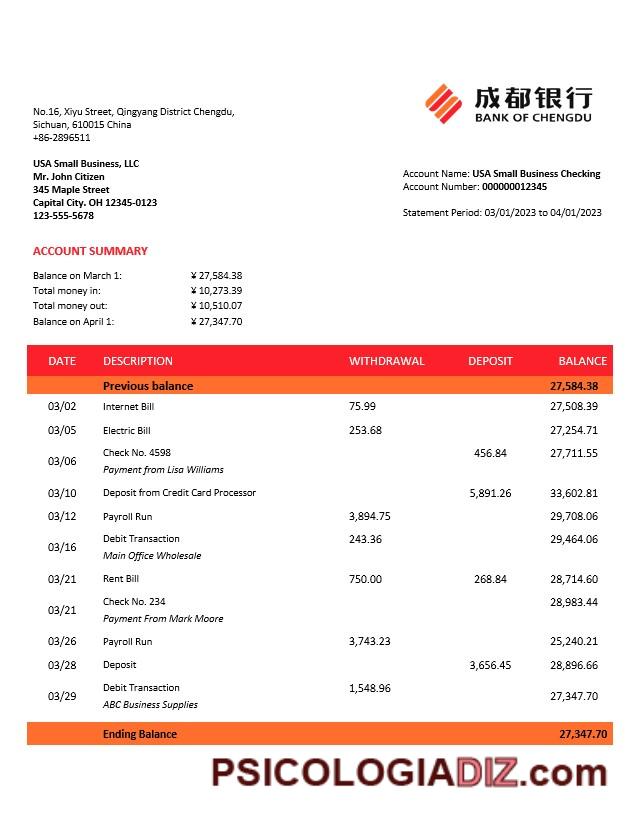 成都银行
BANK OF CHENGDU
No.16, Xiyu Street, Qingyang District Chengdu,
Sichuan, 610015 China
+86-2896511
USA Small Business, LLC
Mr. John Citizen
345 Maple Street
Capital City. OH 12345-0123
123-555-5678
Account Name: USA Small Business Checking
Account Number: 000000012345
Statement Period: 03/01/2023 to 04/01/2023
ACCOUNT SUMMARY
Balance on March 1: ¥ 27,584.38
Total money in: ¥ 10,273.39
Total money out: ¥ 10,510.07
Balance on April 1: ¥ 27,347.70
DATE DESCRIPTION WITHDRAWAL DEPOSIT BALANCE
Previous balance 27,584.38
03/02 Internet Bill 75.99 27,508.39
03/05 Electric Bill 253.68 27,254.71
03/06 Check No. 4598 456.84 27,711.55
Payment from Lisa Williams
03/10 Deposit from Credit Card Processor 5,891.26 33,602.81
03/12 Payroll Run 3,894.75 29,708.06
03/16 Debit Transaction 243.36 29,464.06
Main Office Wholesale
03/21 Rent Bill 750.00 268.84 28,714.60
03/21 Check No. 234 28,983.44
Payment From Mark Moore
03/26 Payroll Run 3,743.23 25,240.21
03/28 Deposit 3,656.45 28,896.66
03/29 Debit Transaction 1,548.96 27,347.70
ABC Business Supplies
Ending Balance 27,347.70
PSICOLOGIADIZ.com